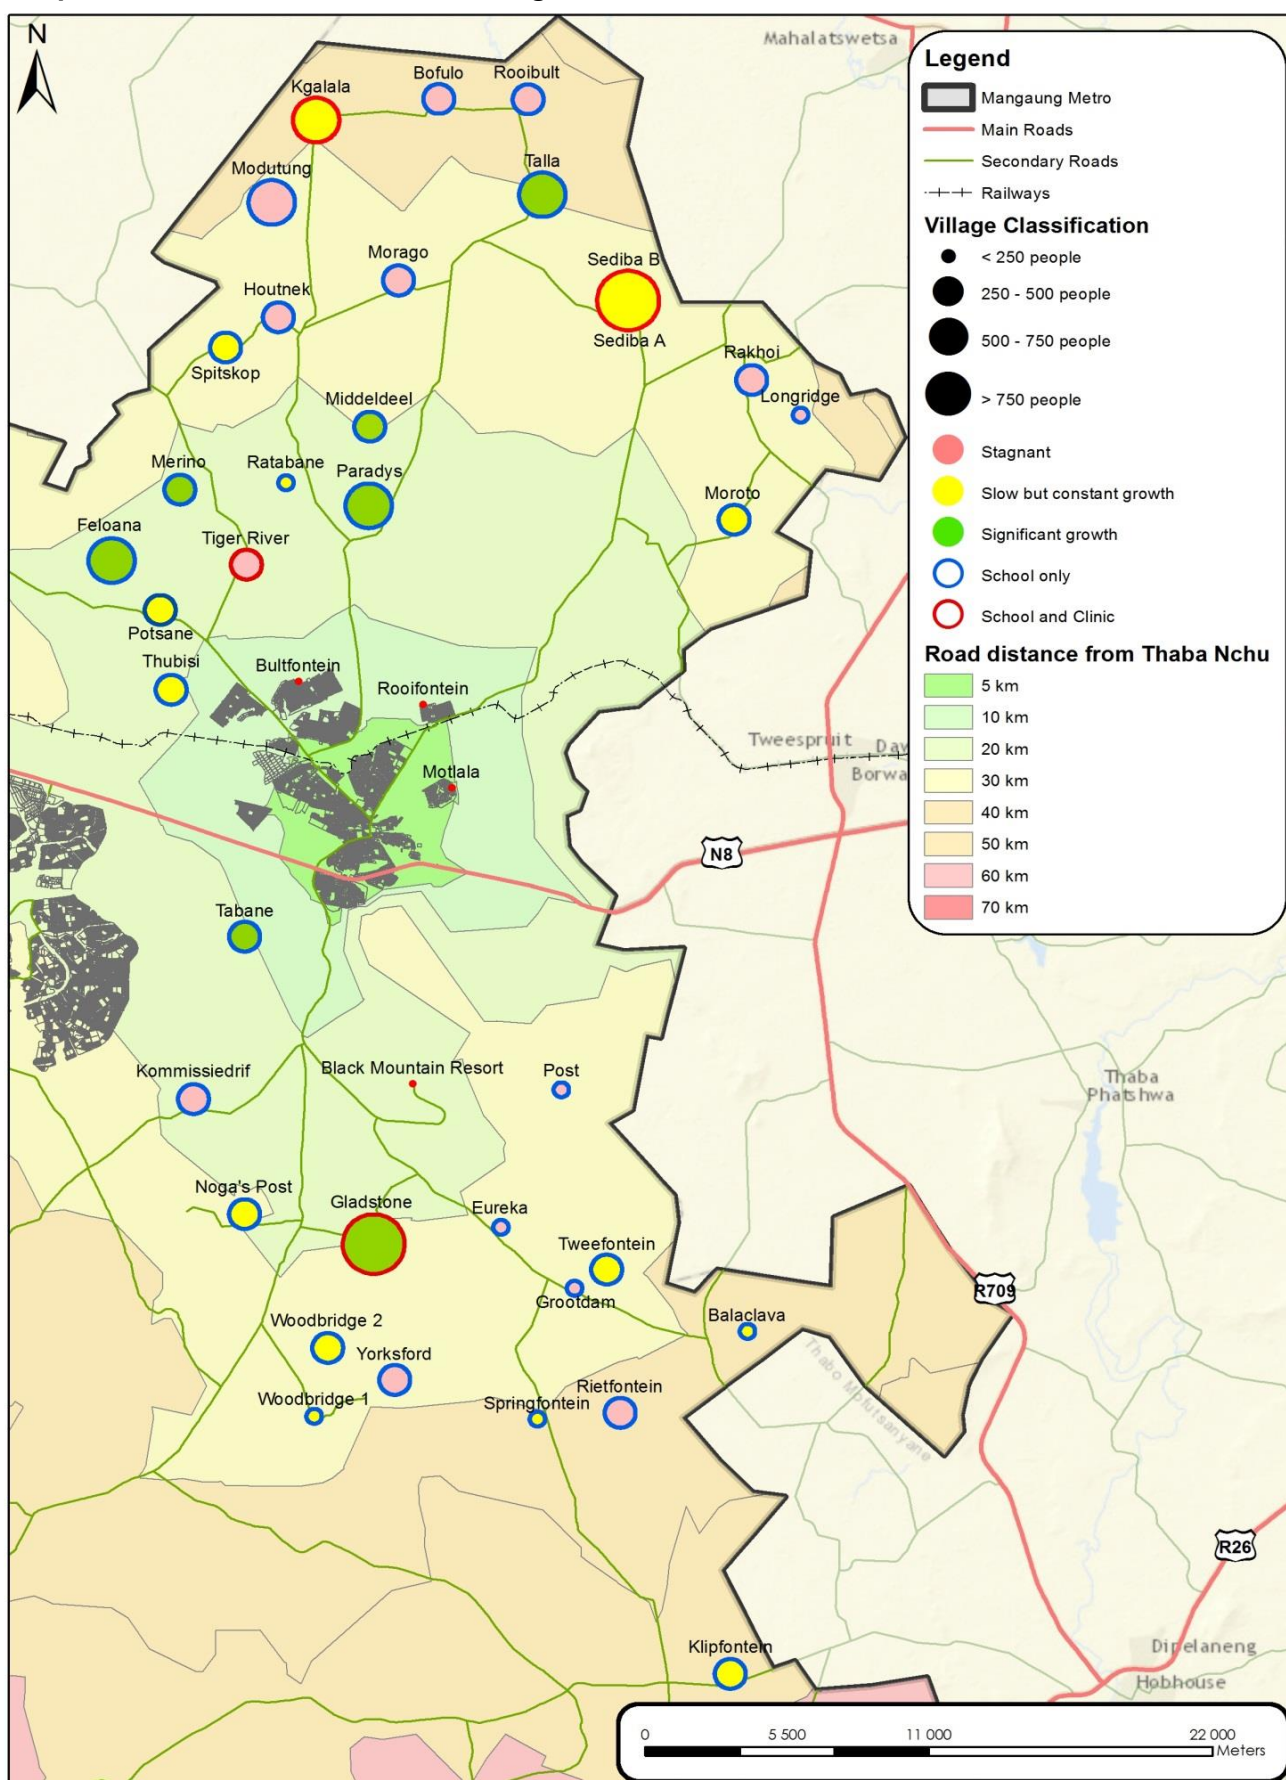 N
Mahalatswetsa
Kgalala
Bofulo
Rooibult
Modutung
Talla
Morago
Sediba B
Houtnek
Sediba A
Spitskop
Rakhoi
Longridge
Middeldeel
Merino
Ratabane
Paradys
Moroto
Feloana
Tiger River
Potsane
Thubisi
Bultfontein
Rooifontein
Motlala
Tweespruit
Borwa
N8
Tabane
Kommissiedrif
Black Mountain Resort
Post
Thaba
Phatshwa
Noga's Post
Gladstone
Eureka
Tweefontein
Grootdam
R709
Balaclava
Thabo Mofutsanyane
Woodbridge 2
Yorksford
Woodbridge 1
Springfontein
Rietfontein
R26
Klipfontein
Dipelaneng
Hobhouse
Legend
Mangaung Metro
Main Roads
Secondary Roads
Railways
Village Classification
< 250 people
250 - 500 people
500 - 750 people
> 750 people
Stagnant
Slow but constant growth
Significant growth
School only
School and Clinic
Road distance from Thaba Nchu
5 km
10 km
20 km
30 km
40 km
50 km
60 km
70 km
0 5 500 11 000 22 000
Meters